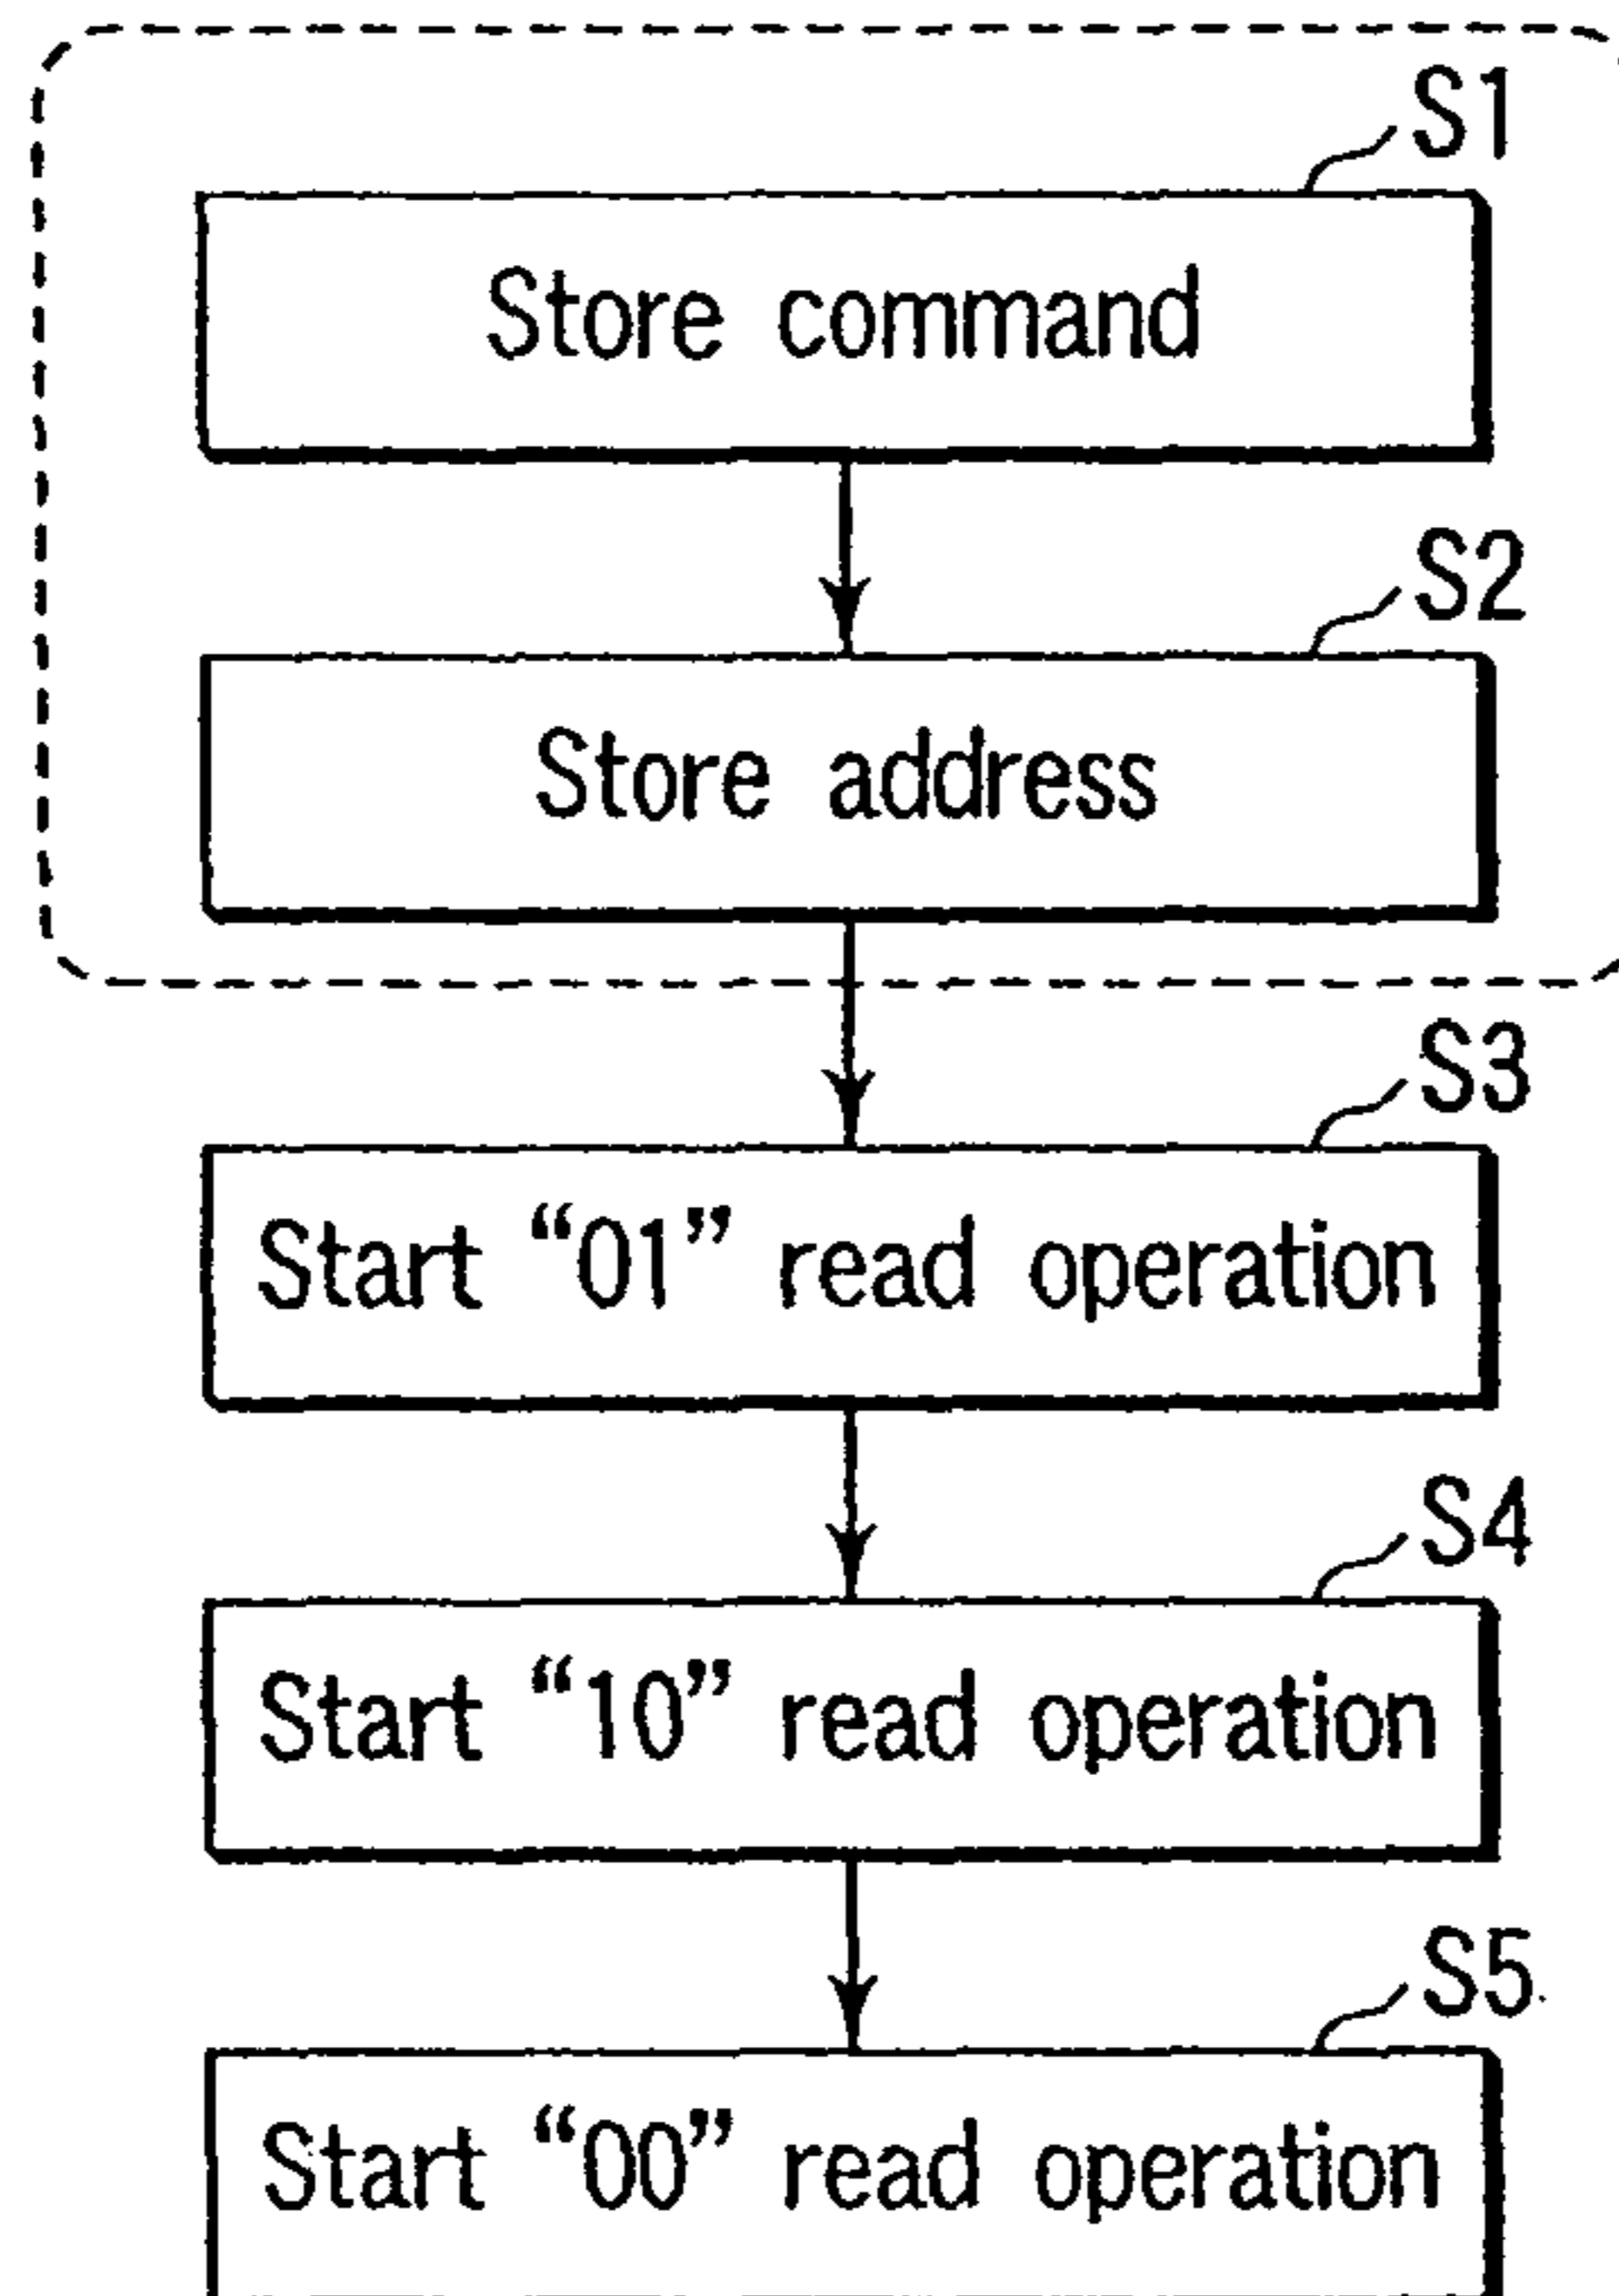 S1
Store command
S2
Store address
S3
Start “01” read operation
S4
Start “10” read operation
S5
Start “00” read operation